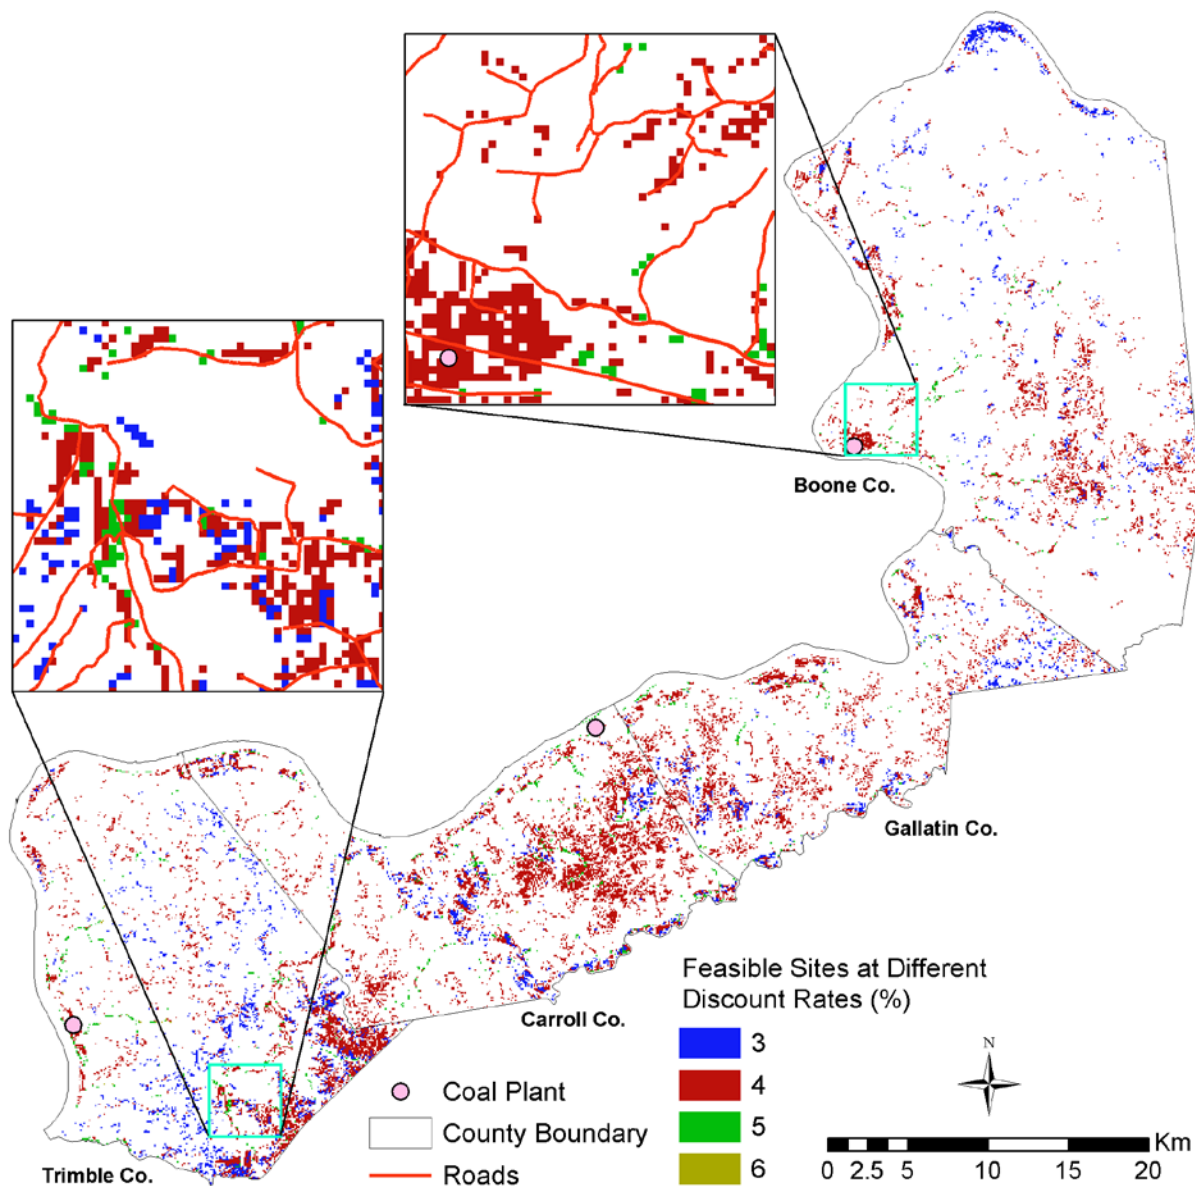 Boone Co.
Gallatin Co.
Carroll Co.
Trimble Co.
Feasible Sites at Different
Discount Rates (%)
3
4
5
6
Coal Plant
County Boundary
Roads
N
Km
0 2.5 5 10 15 20